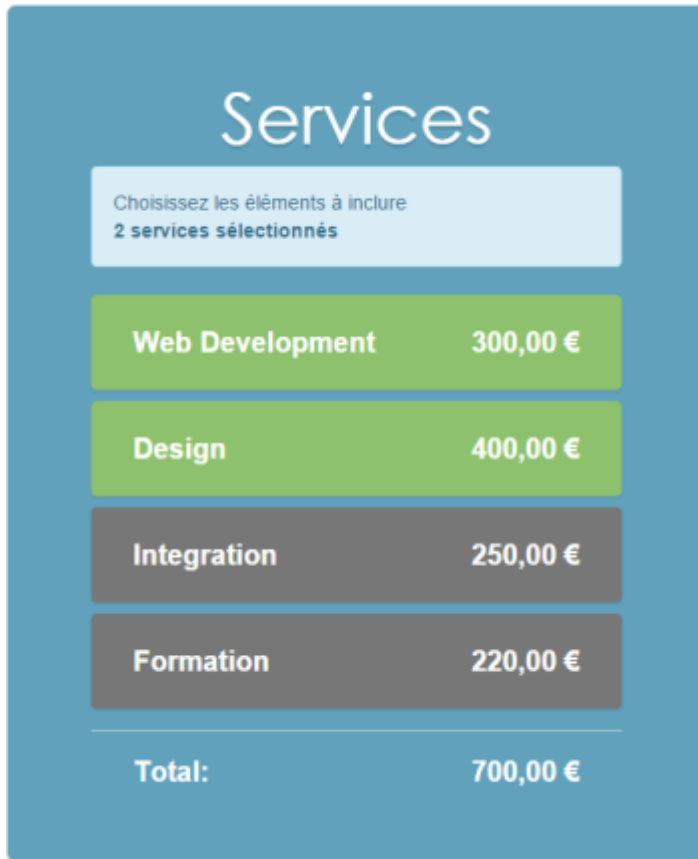 Services
Choisissez les éléments à inclure
2 services sélectionnés
Web Development 300,00 €
Design 400,00 €
Integration 250,00 €
Formation 220,00 €
Total: 700,00 €